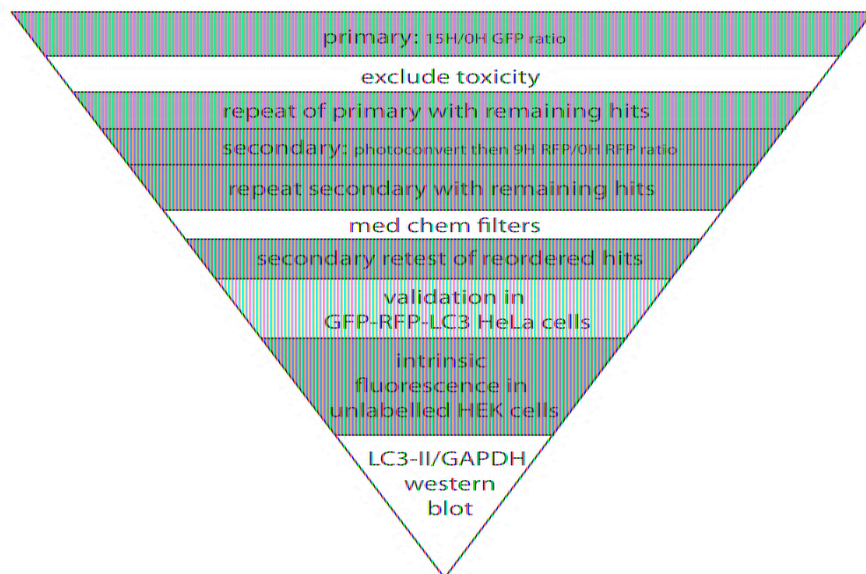 primary: 15H/0H GFP ratio
exclude toxicity
repeat of primary with remaining hits
secondary: photoconvert then 9H RFP/0H RFP ratio
repeat secondary with remaining hits
med chem filters
secondary retest of reordered hits
validation in
GFP-RFP-LC3 HeLa cells
intrinsic
fluorescence in
unlabelled HEK cells
LC3-II/GAPDH
western
blot